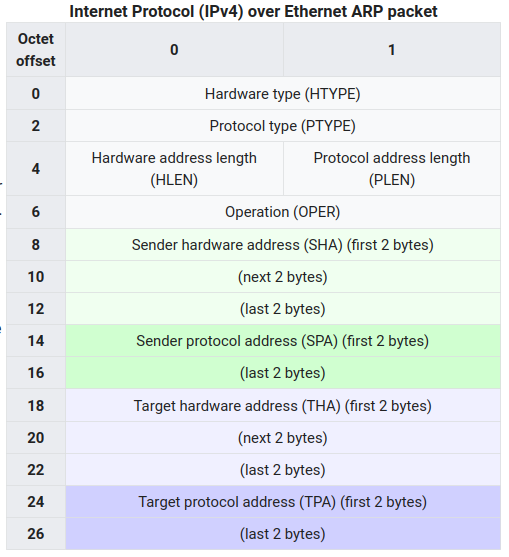 Internet Protocol (IPv4) over Ethernet ARP packet
Octet offset 0 1
0 Hardware type (HTYPE)
2 Protocol type (PTYPE)
4 Hardware address length (HLEN) Protocol address length (PLEN)
6 Operation (OPER)
8 Sender hardware address (SHA) (first 2 bytes)
10 (next 2 bytes)
12 (last 2 bytes)
14 Sender protocol address (SPA) (first 2 bytes)
16 (last 2 bytes)
18 Target hardware address (THA) (first 2 bytes)
20 (next 2 bytes)
22 (last 2 bytes)
24 Target protocol address (TPA) (first 2 bytes)
26 (last 2 bytes)